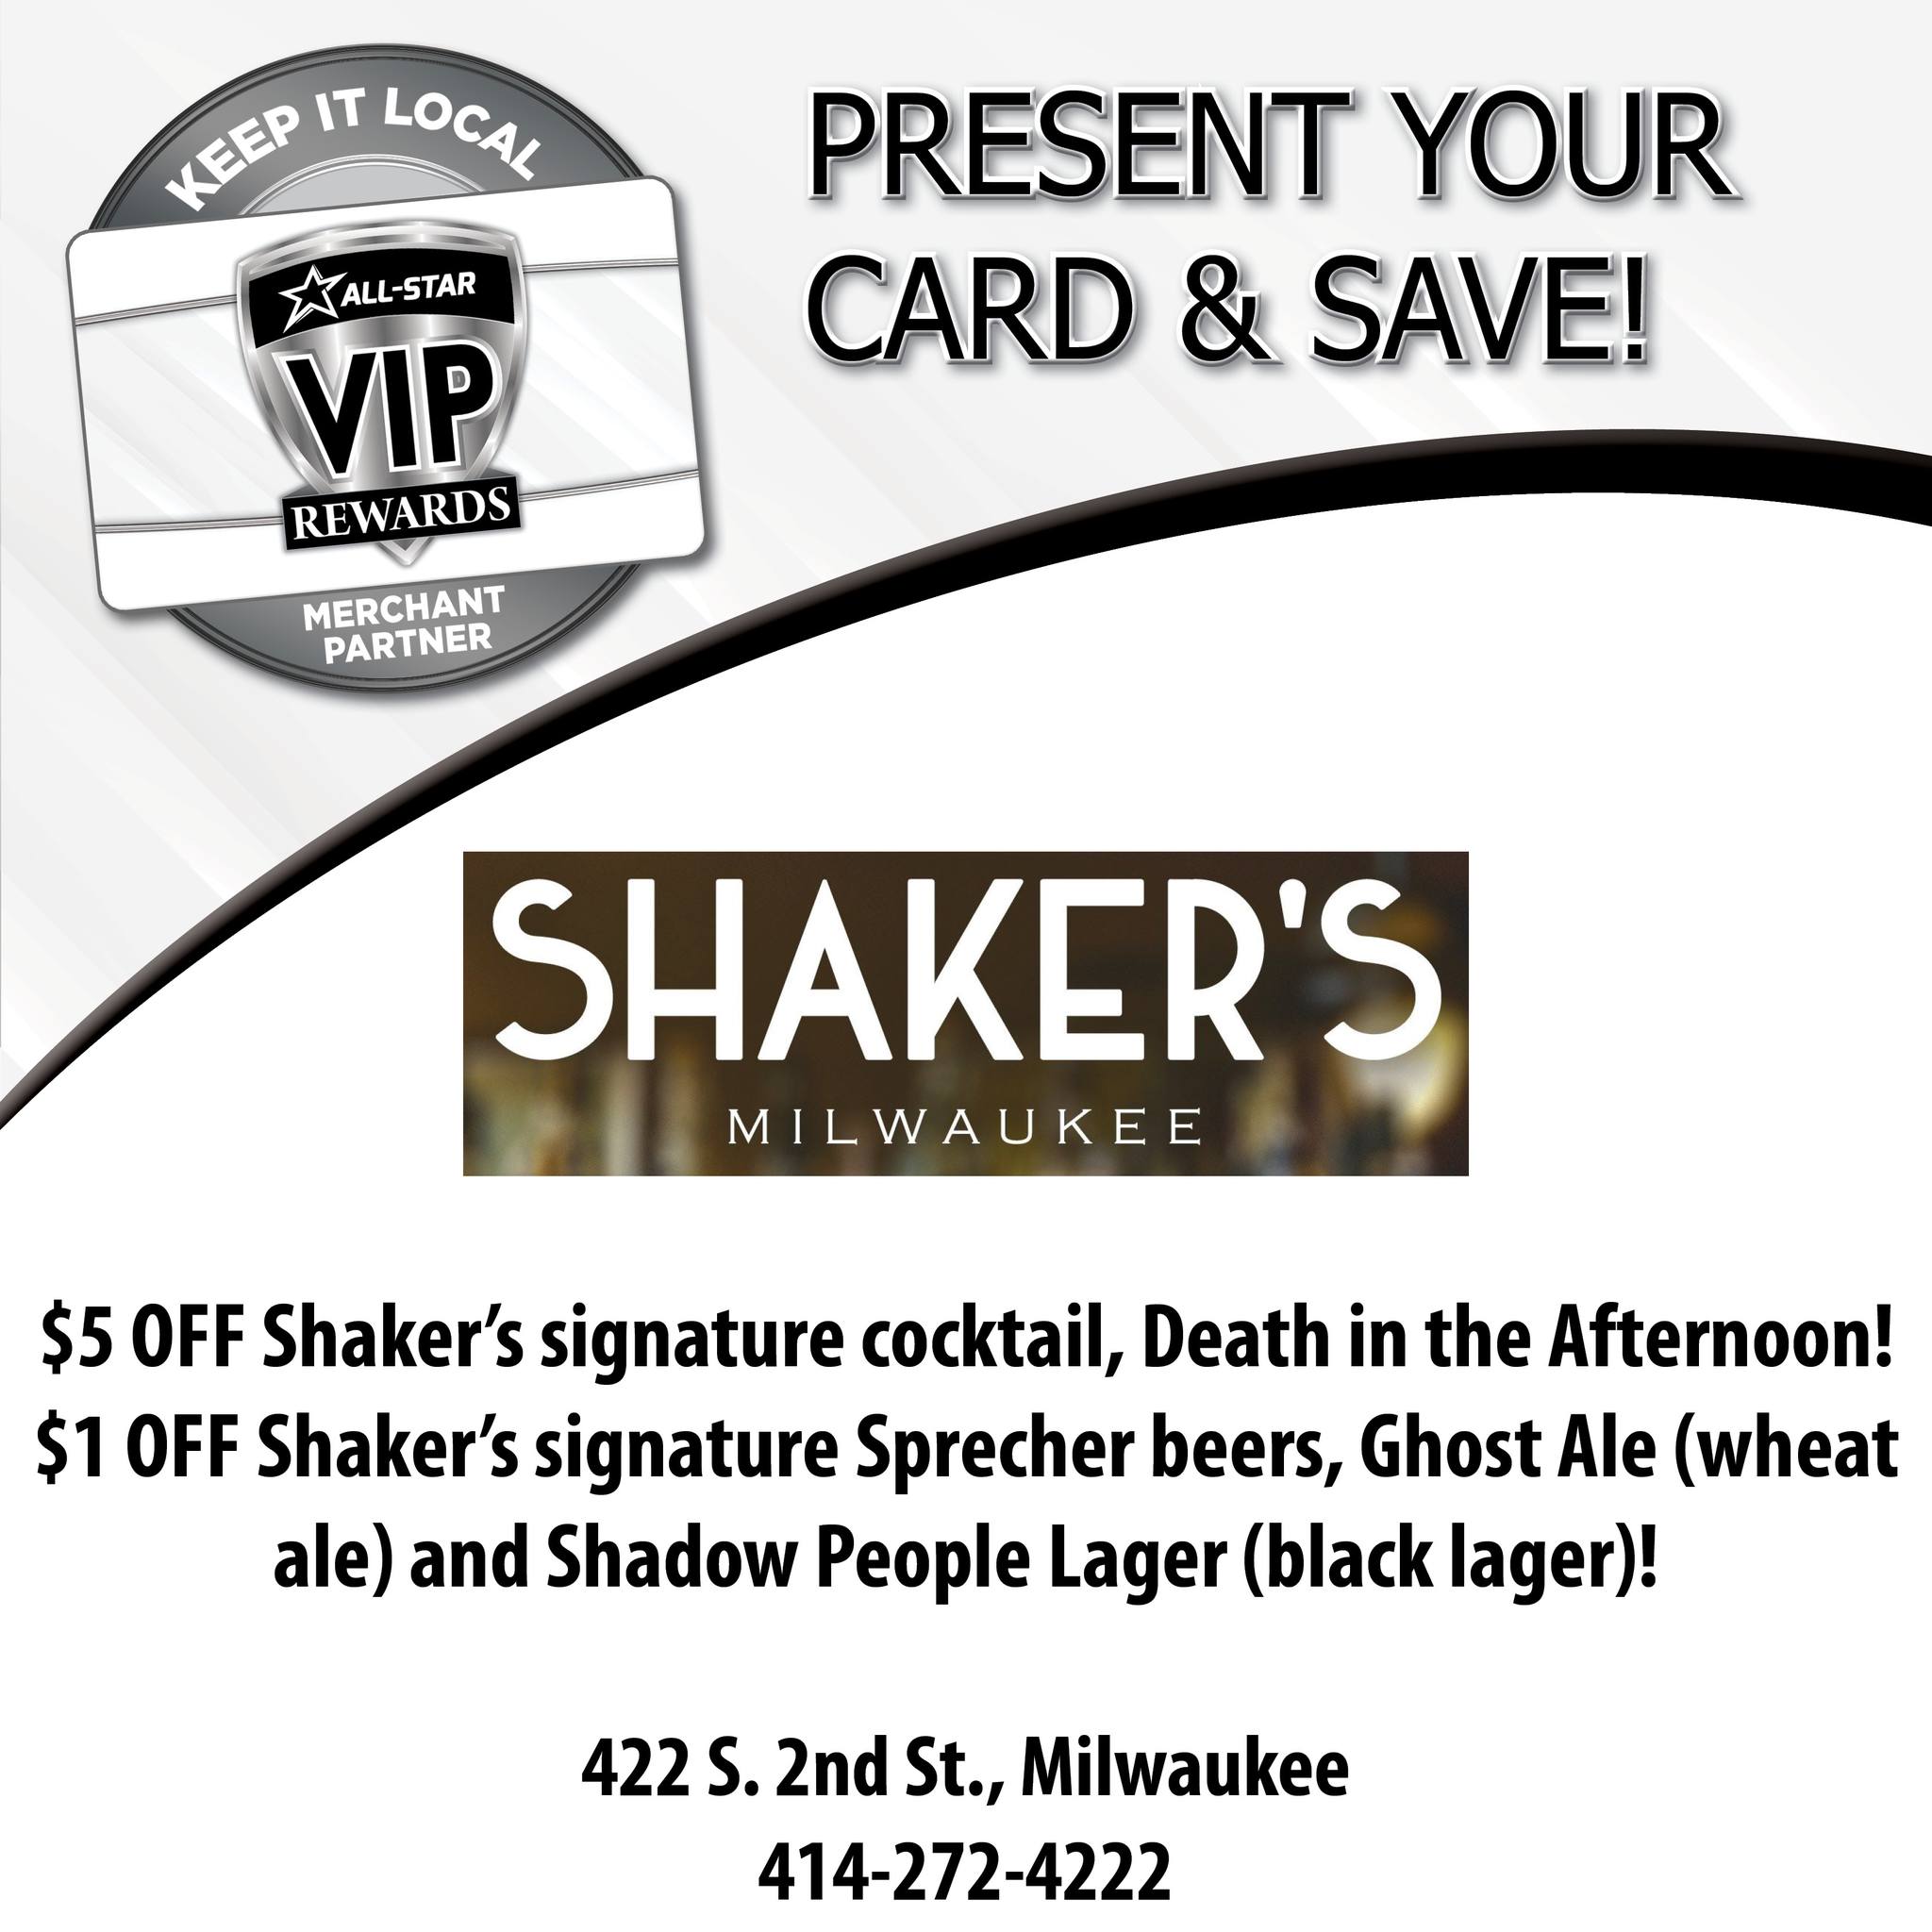 KEEP IT LOCAL
ALL-STAR
VIP
REWARDS
MERCHANT
PARTNER
PRESENT YOUR
CARD & SAVE!
SHAKER'S
MILWAUKEE
$5 OFF Shaker’s signature cocktail, Death in the Afternoon!
$1 OFF Shaker’s signature Sprecher beers, Ghost Ale (wheat
ale) and Shadow People Lager (black lager)!
422 S. 2nd St., Milwaukee
414-272-4222